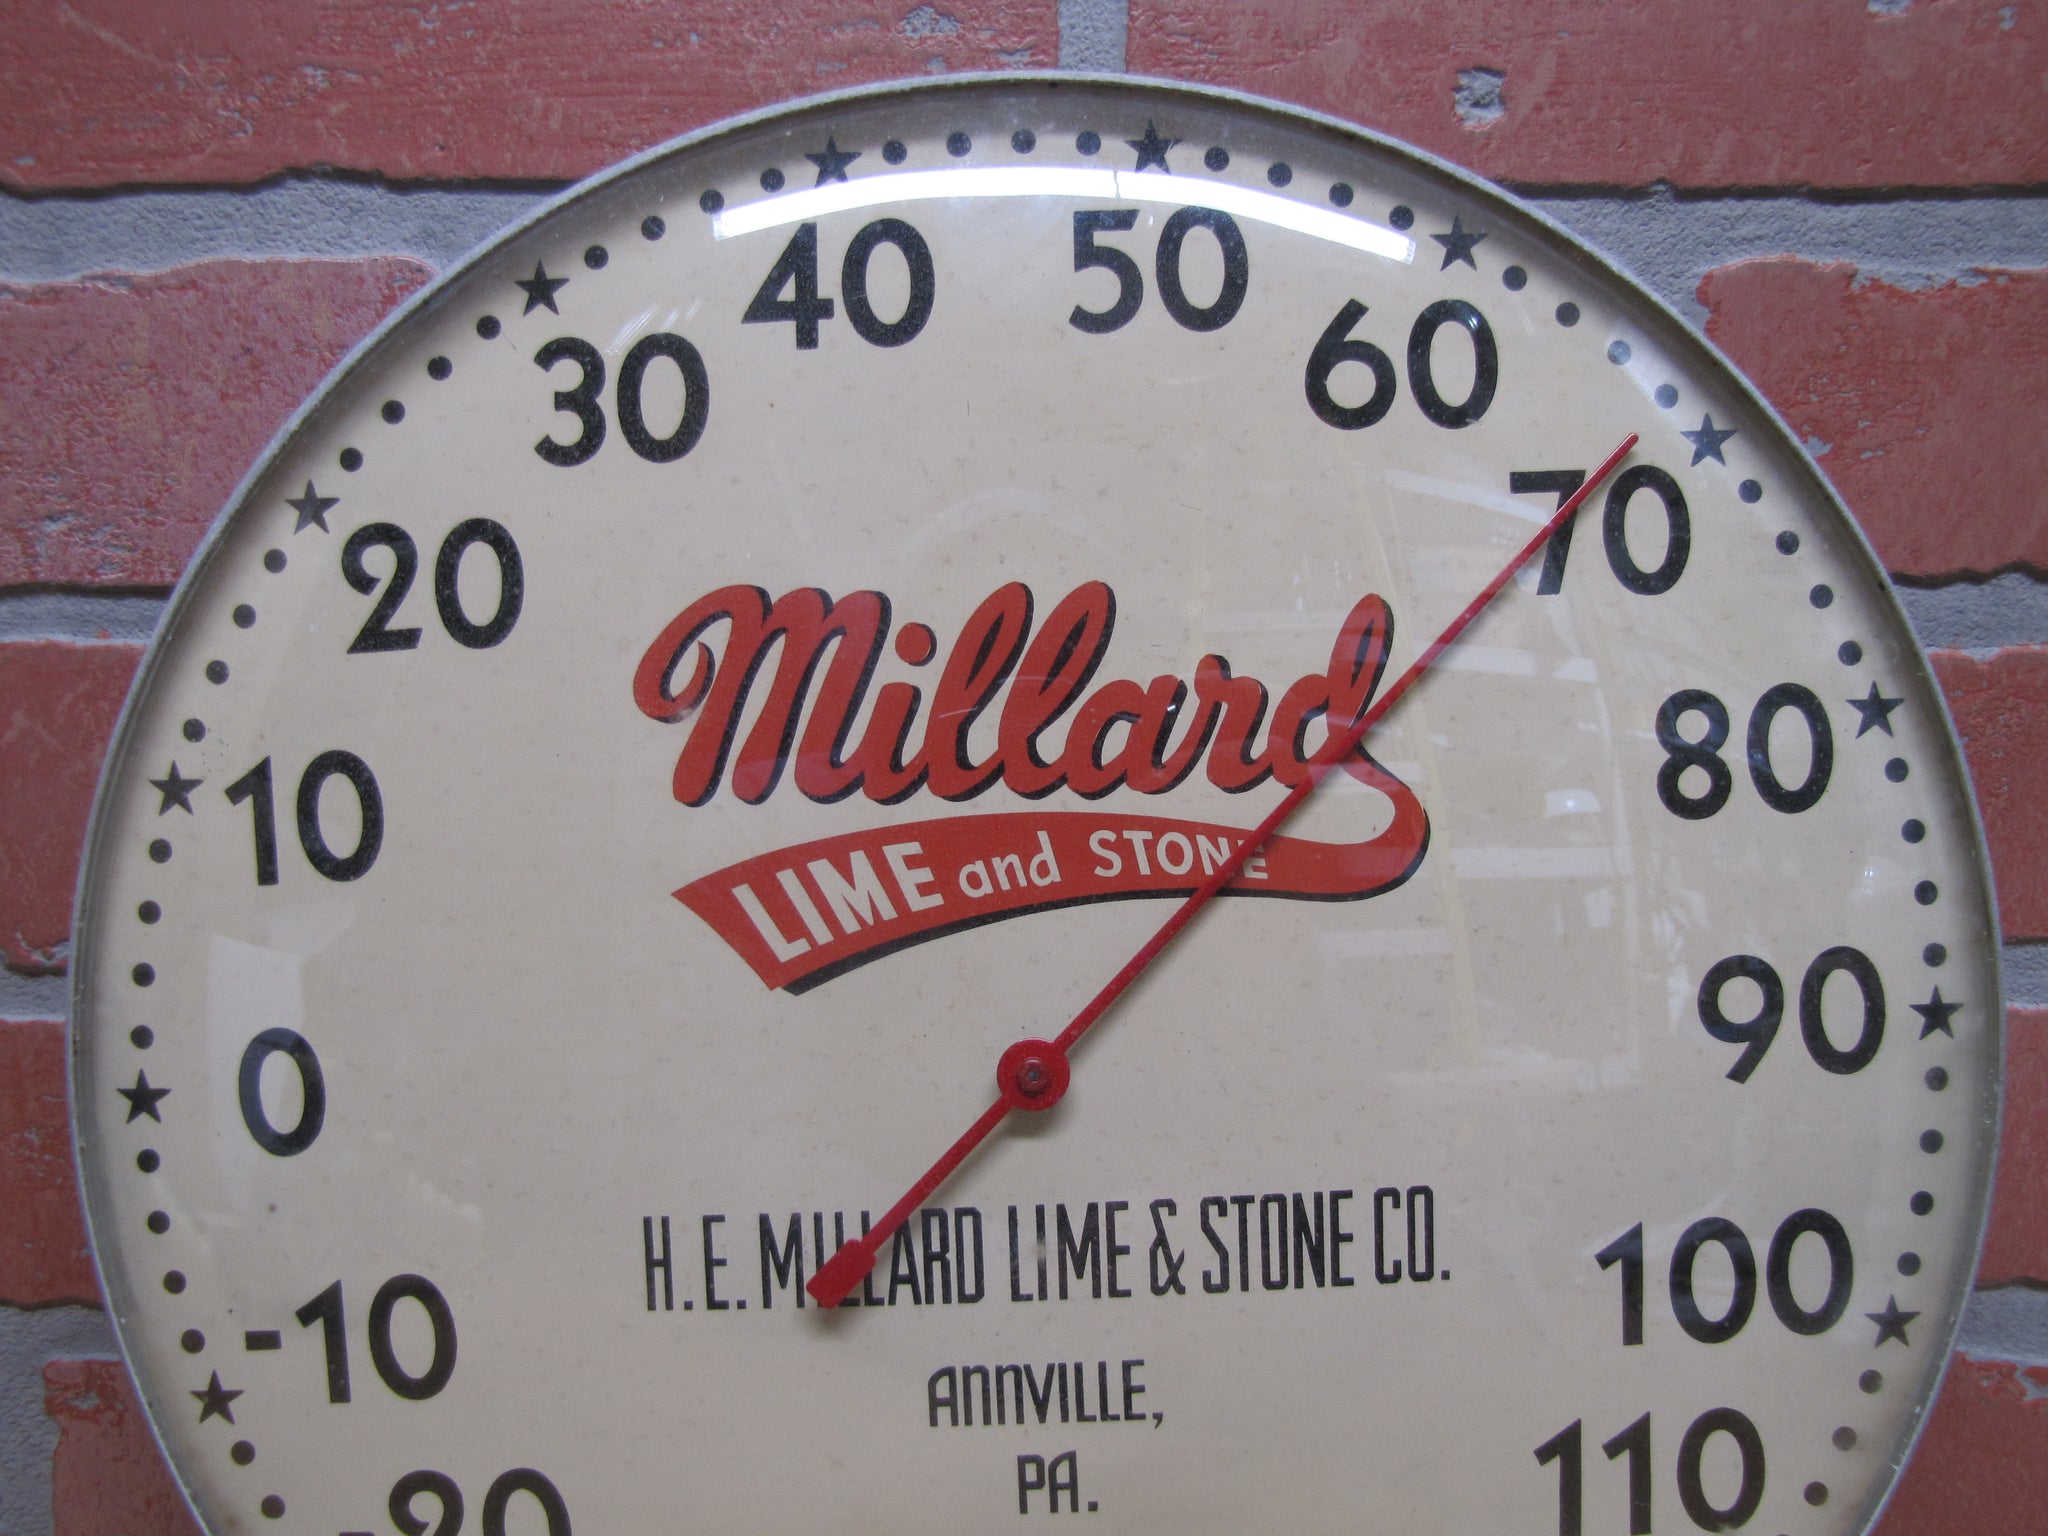 40 50
30 60
20 70
10 80
0 90
-10 100
-20 110
Millard
LIME and STONE
H.E. MILLARD LIME & STONE CO.
ANNVILLE,
PA.